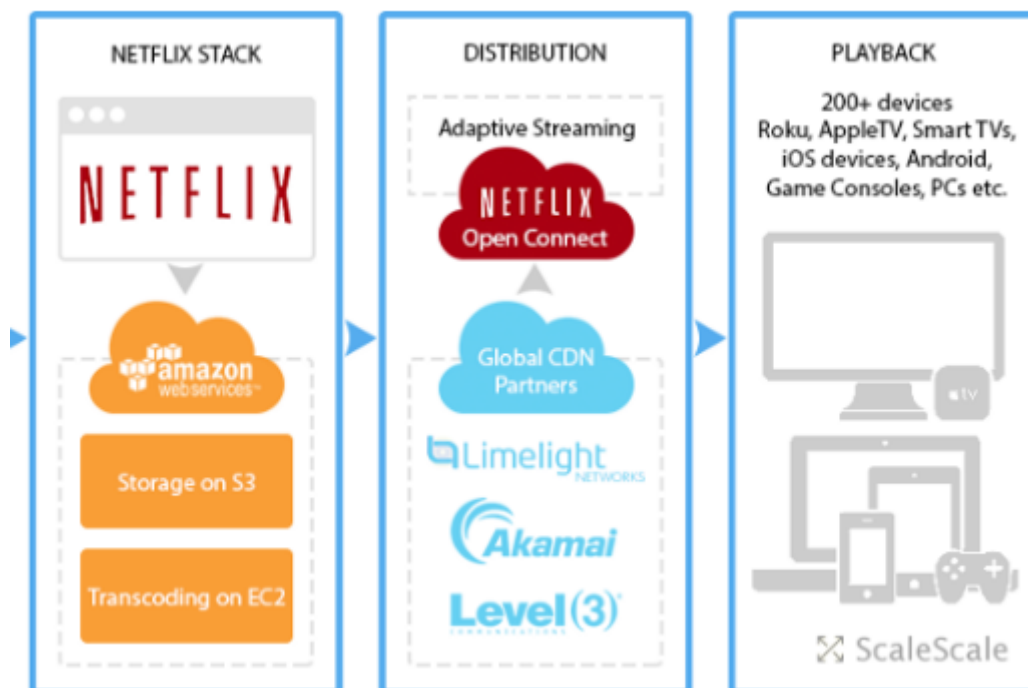 NETFLIX STACK
NETFLIX
amazon
webservices™
Storage on S3
Transcoding on EC2
DISTRIBUTION
Adaptive Streaming
NETFLIX
Open Connect
Global CDN
Partners
Limelight
NETWORKS
Akamai
Level(3)®
COMMUNICATIONS
PLAYBACK
200+ devices
Roku, AppleTV, Smart TVs,
iOS devices, Android,
Game Consoles, PCs etc.
tv
ScaleScale